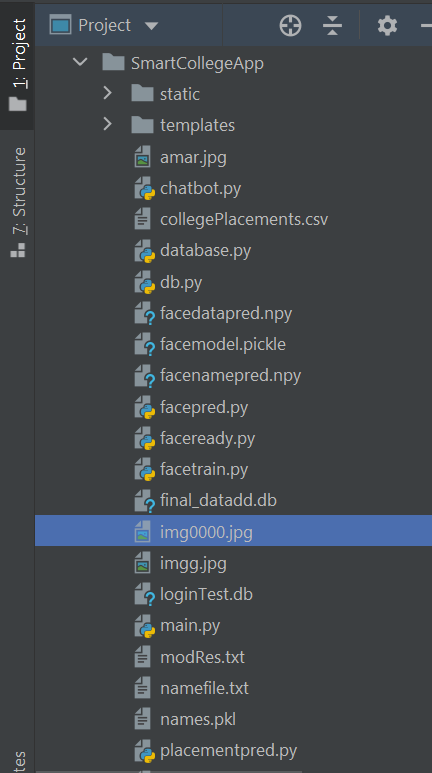 1: Project
Project
SmartCollegeApp
static
templates
amar.jpg
chatbot.py
collegePlacements.csv
database.py
db.py
facedatapred.npy
facemodel.pickle
facenamepred.npy
facepred.py
faceready.py
facetrain.py
final_datadd.db
img0000.jpg
imgg.jpg
loginTest.db
main.py
modRes.txt
namefile.txt
names.pkl
placementpred.py
7: Structure